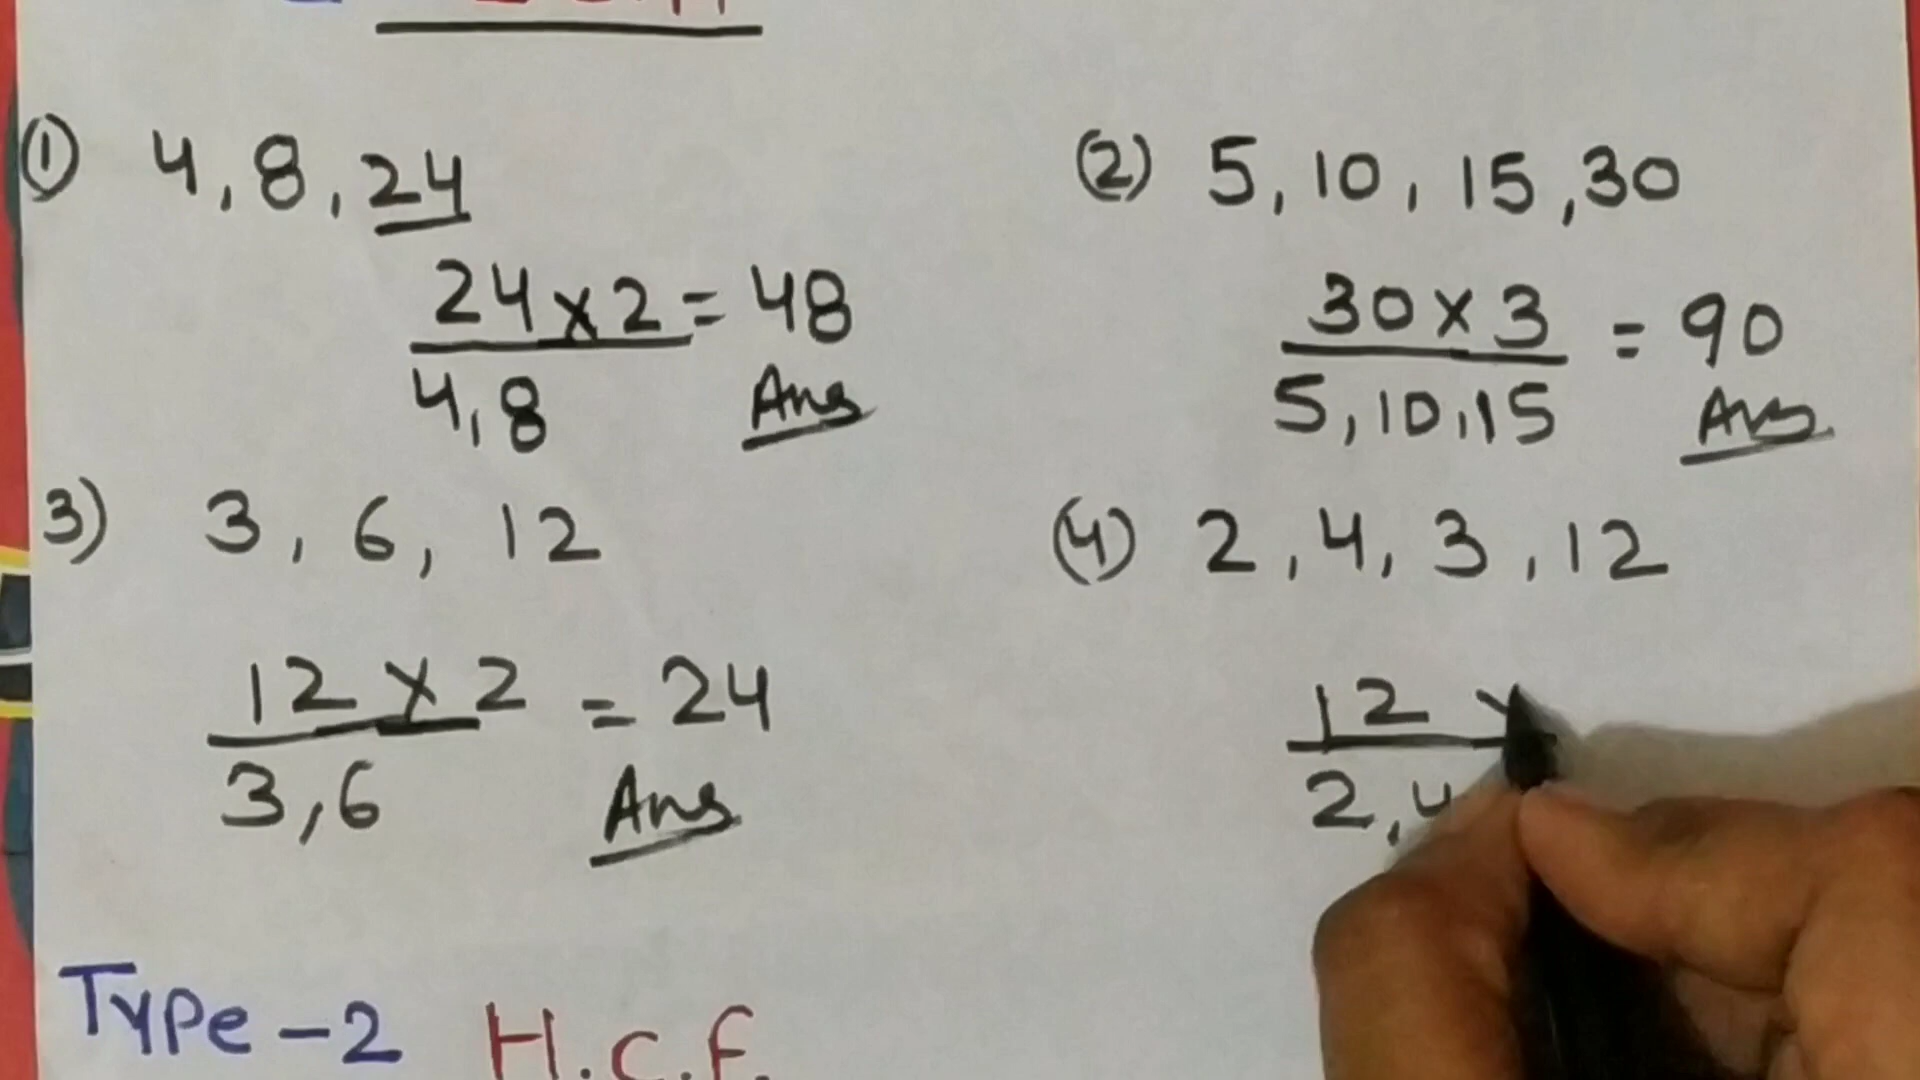 ① 4, 8, 24
24 x 2 = 48
4, 8
Ans
(2) 5, 10, 15, 30
30 x 3 = 90
5, 10, 15
Ans
3) 3, 6, 12
12 x 2 = 24
3, 6
Ans
(4) 2, 4, 3, 12
12 x
2, 4
Type-2 H.C.F.